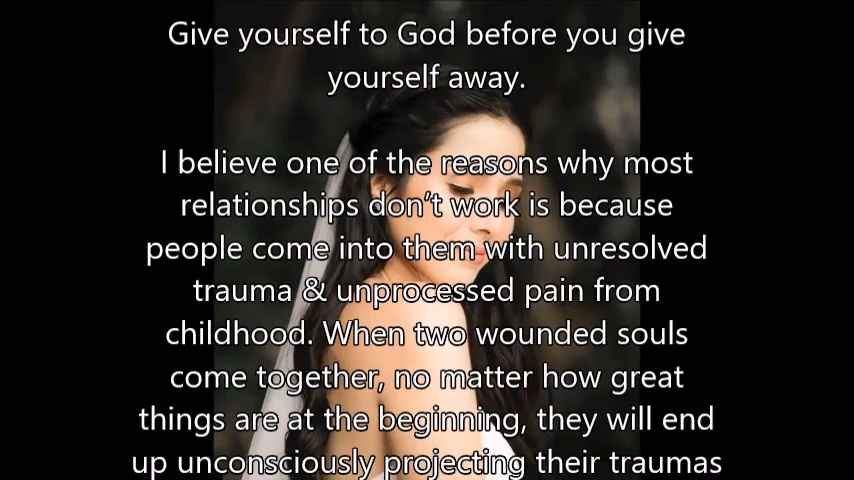 Give yourself to God before you give
yourself away.
I believe one of the reasons why most
relationships don’t work is because
people come into them with unresolved
trauma & unprocessed pain from
childhood. When two wounded souls
come together, no matter how great
things are at the beginning, they will end
up unconsciously projecting their traumas